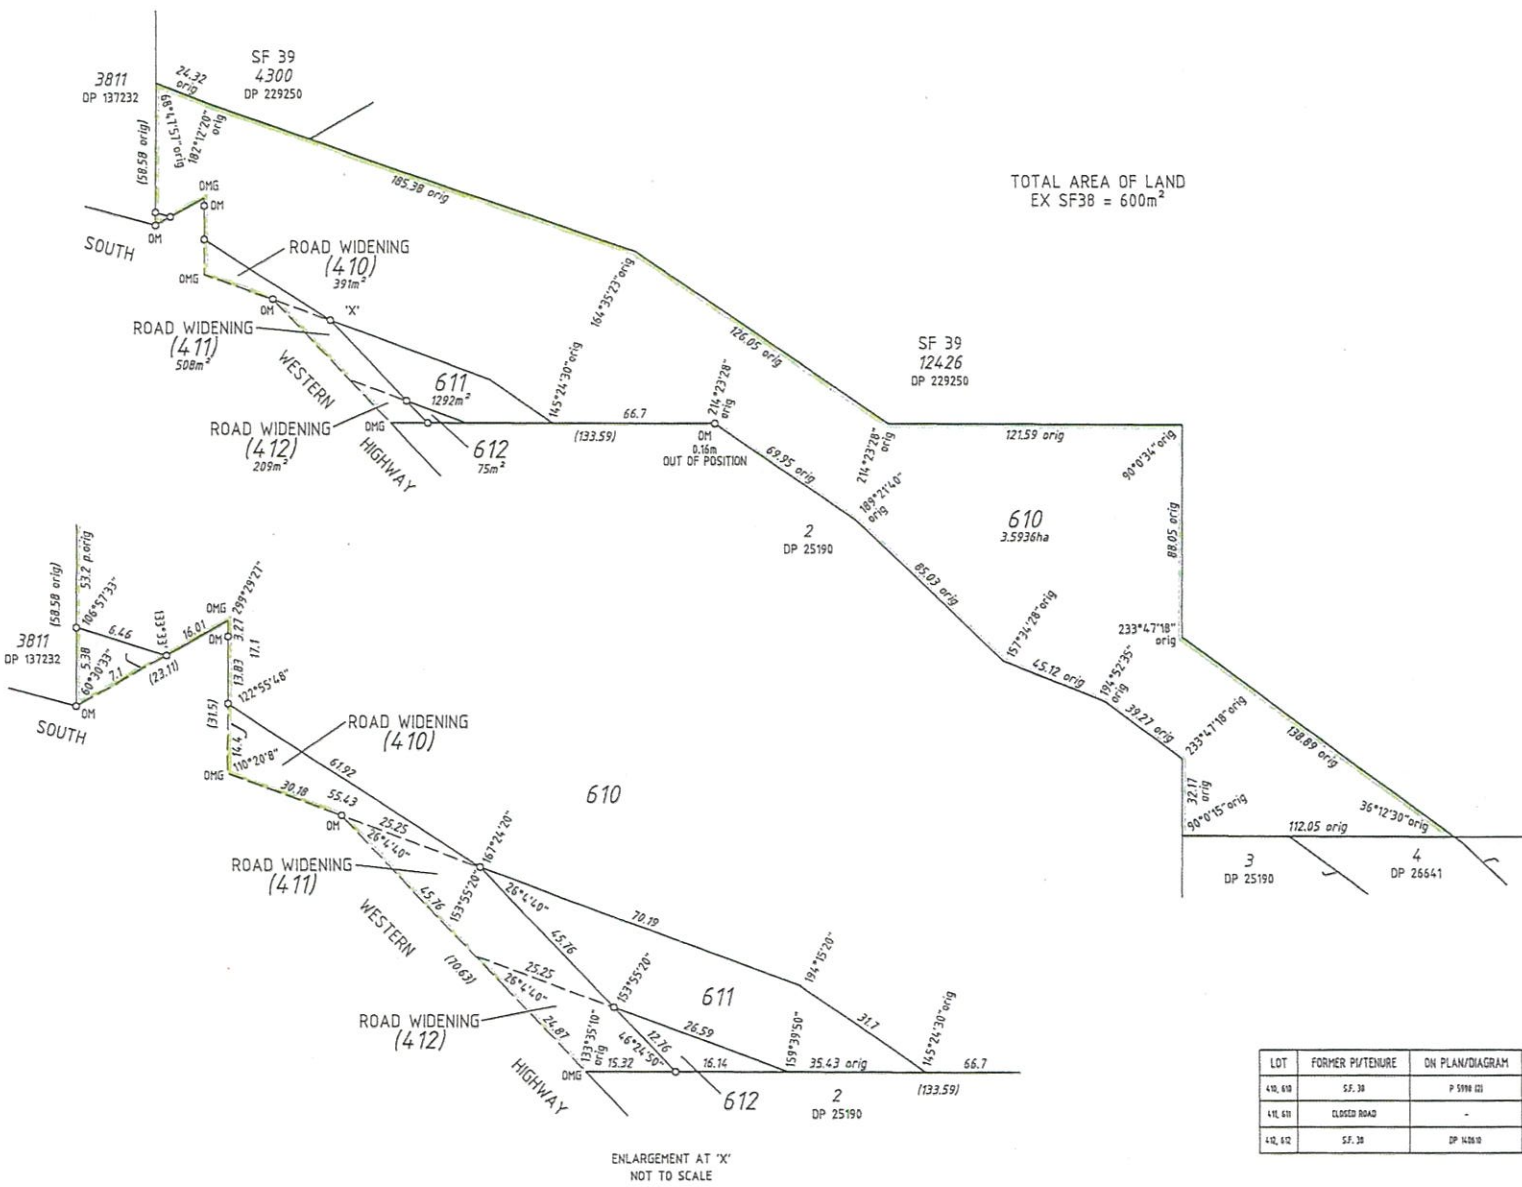 SF 39
4300
DP 229250
3811
DP 137232
24.32
orig
68°47'57" orig
182°12'20"
orig
(58.58 orig)
185.38 orig
TOTAL AREA OF LAND
EX SF38 = 600m²
OMG
OM
OM
SOUTH
ROAD WIDENING
(410)
391m²
OMG
OM
'X'
ROAD WIDENING
(411)
508m²
WESTERN
164°35'23" orig
145°24'30" orig
126.05 orig
SF 39
12426
DP 229250
611
1292m²
ROAD WIDENING
(412)
209m²
OMG
HIGHWAY
612
75m²
66.7
(133.59)
214°23'28"
orig
OM
0.16m
OUT OF POSITION
69.95 orig
214°23'28"
orig
189°21'40"
orig
121.59 orig
90°0'34" orig
2
DP 25190
610
3.5936ha
88.05 orig
85.03 orig
157°34'28" orig
233°47'18"
orig
45.12 orig
194°52'35"
orig
39.27 orig
233°47'18" orig
138.89 orig
32.17
orig
90°0'15" orig
36°12'30" orig
112.05 orig
3
DP 25190
4
DP 26641
(58.58 orig)
53.2 p.orig
106°57'33"
3811
DP 137232
6.46
5.38
60°30'33"
7.1
133°33'
(23.11)
16.01
OMG
299°29'27"
OM
3.27
17.1
13.83
122°55'48"
(31.5)
14.4
OMG
110°20'8"
OM
SOUTH
ROAD WIDENING
(410)
61.92
30.18
55.43
OM
25.25
26°4'40"
610
167°24'20"
ROAD WIDENING
(411)
45.76
153°55'20"
26°4'40"
WESTERN
70.19
45.76
(70.63)
25.25
26°4'40"
153°55'20"
194°15'20"
611
ROAD WIDENING
(412)
24.87
133°35'10"
orig
46°24'50"
12.76
26.59
159°39'50"
31.7
145°24'30" orig
HIGHWAY
OMG
15.32
16.14
35.43 orig
66.7
(133.59)
612
2
DP 25190
ENLARGEMENT AT 'X'
NOT TO SCALE
LOT FORMER PI/TENURE ON PLAN/DIAGRAM
410, 610 S.F. 38 P 5998 (2)
411, 611 CLOSED ROAD -
412, 612 S.F. 38